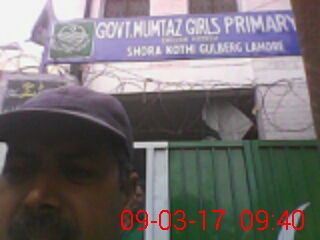 GOVT. MUMTAZ GIRLS PRIMARY
SHORA KOTHI GULBERG LAHORE
09-03-17 09:40